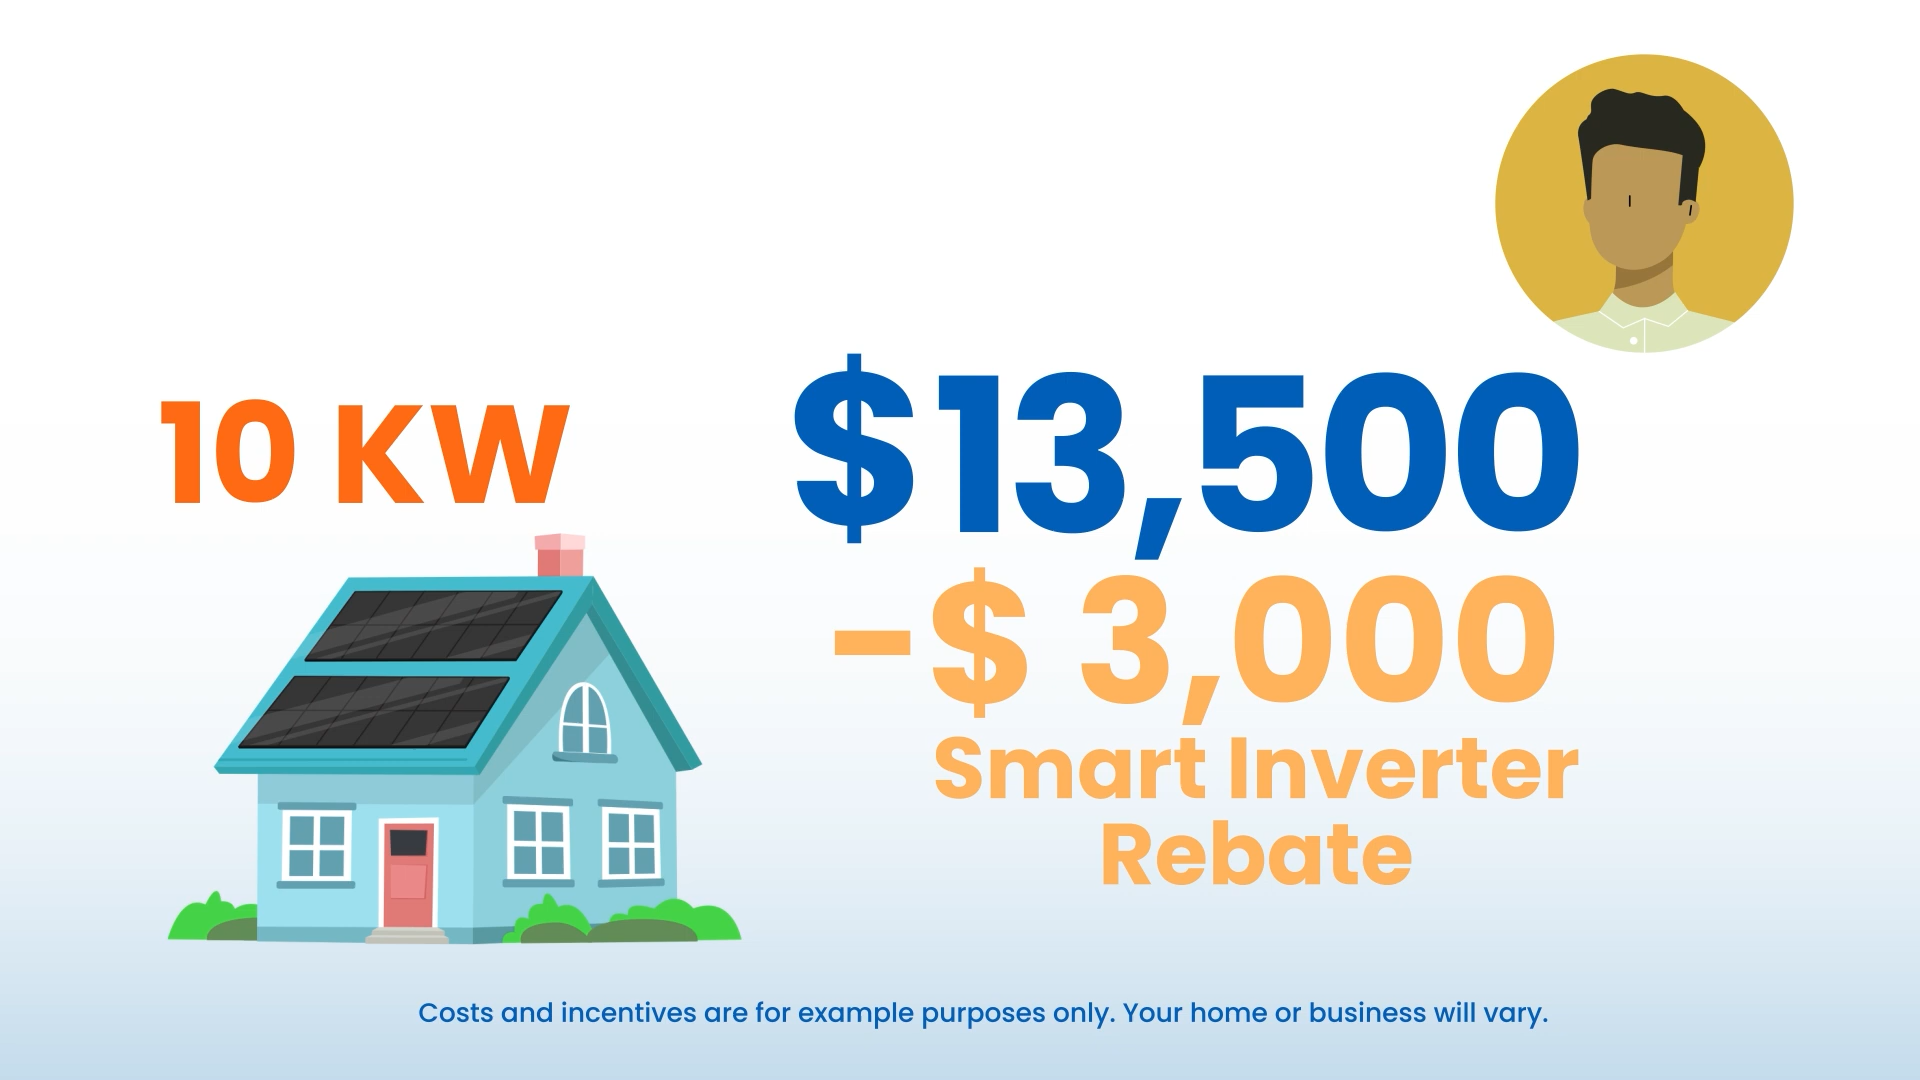 10 KW
$13,500
-$ 3,000
Smart Inverter
Rebate
Costs and incentives are for example purposes only. Your home or business will vary.